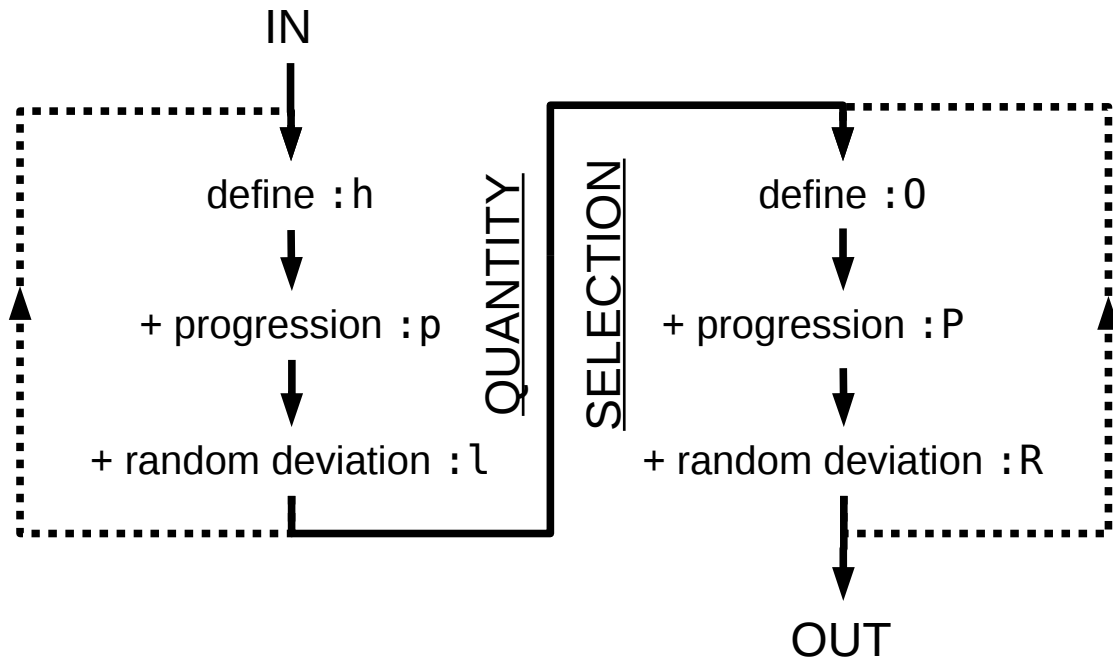 IN
define :h
+ progression :p
+ random deviation :l
QUANTITY
SELECTION
define :O
+ progression :P
+ random deviation :R
OUT